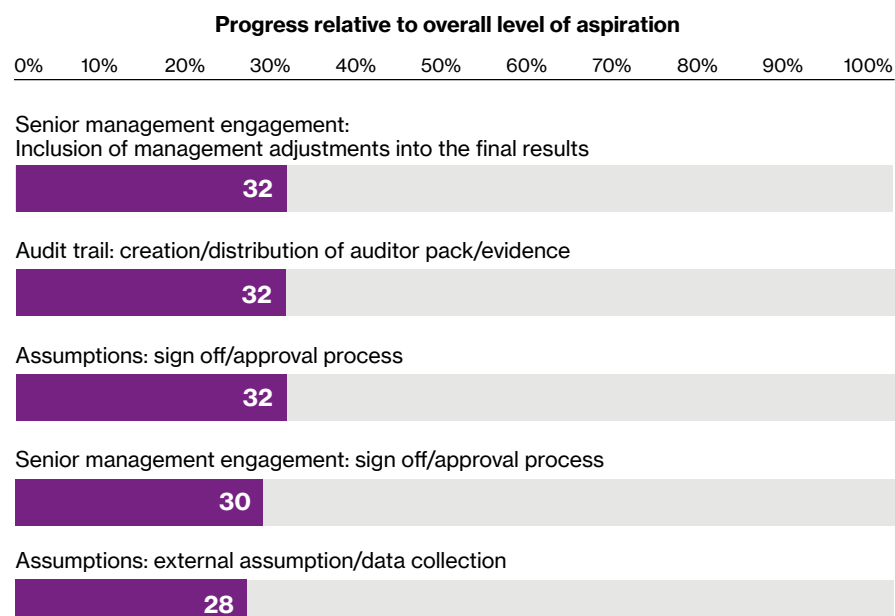 Progress relative to overall level of aspiration
0% 10% 20% 30% 40% 50% 60% 70% 80% 90% 100%
Senior management engagement:
Inclusion of management adjustments into the final results
32
Audit trail: creation/distribution of auditor pack/evidence
32
Assumptions: sign off/approval process
32
Senior management engagement: sign off/approval process
30
Assumptions: external assumption/data collection
28